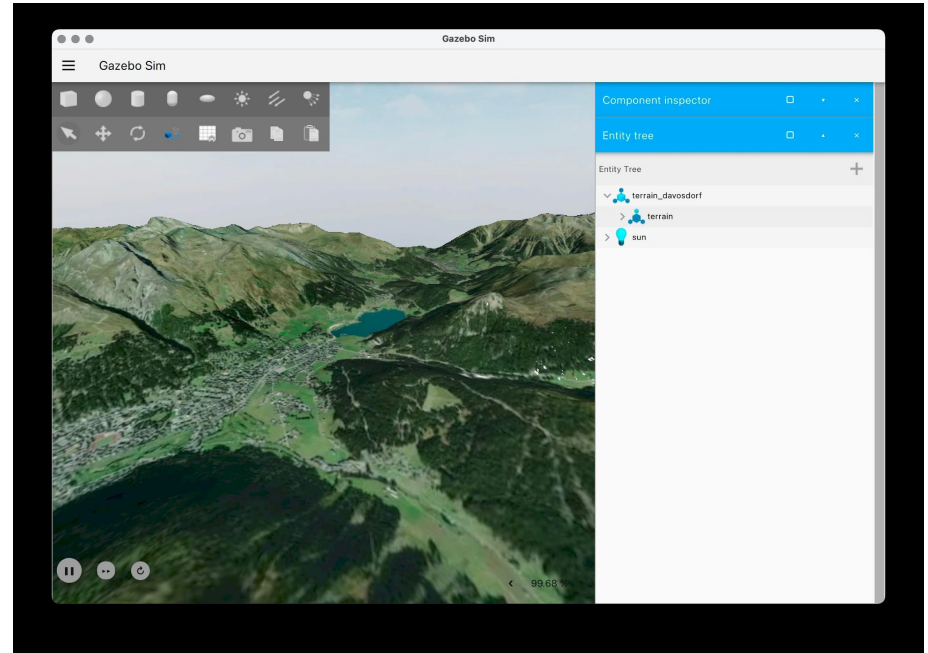 Gazebo Sim
Gazebo Sim
Component inspector
Entity tree
Entity Tree
terrain_davosdorf
terrain
sun
99.68 %